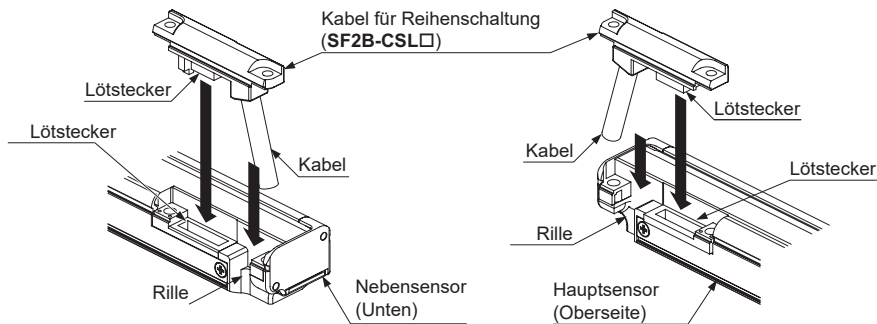 Kabel für Reihenschaltung
(SF2B-CSL□)
Lötstecker
Lötstecker
Lötstecker
Kabel
Kabel
Lötstecker
Rille
Rille
Nebensensor
(Unten)
Hauptsensor
(Oberseite)